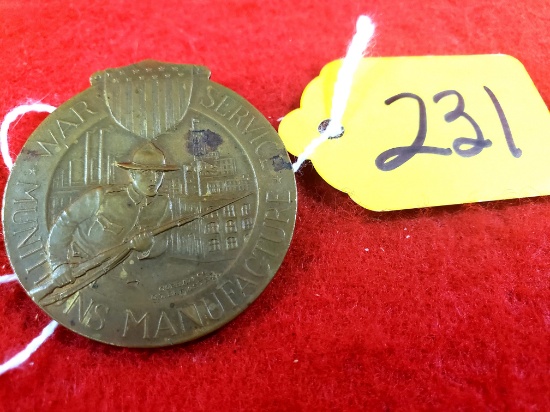 WAR SERVICE
MUNITIONS MANUFACTURE
231